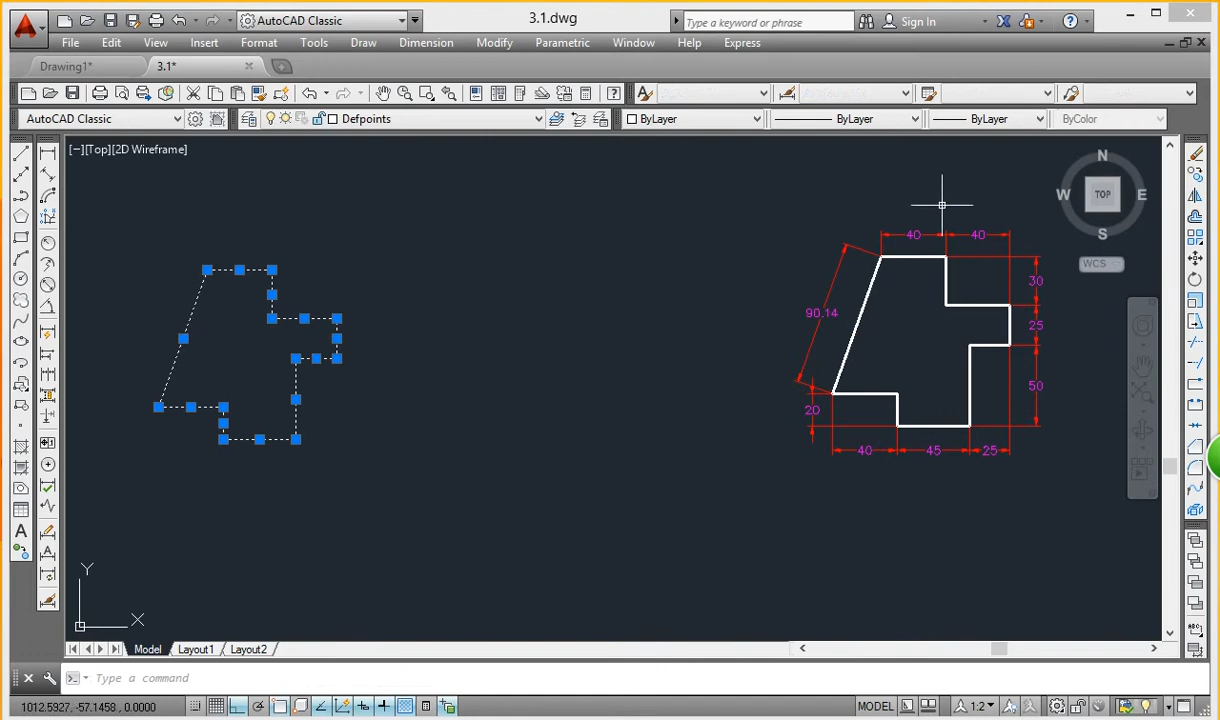 AutoCAD Classic
3.1.dwg
Type a keyword or phrase
Sign In
File Edit View Insert Format Tools Draw Dimension Modify Parametric Window Help Express
Drawing1*
3.1*
AutoCAD Classic
Defpoints
ByLayer
ByLayer
ByLayer
ByColor
[−][Top][2D Wireframe]
N
W TOP E
S
WCS
40 40
30
90.14
25
50
20
40 45 25
Y
X
Model Layout1 Layout2
Type a command
1012.5927, -57.1458, 0.0000
MODEL
1:2